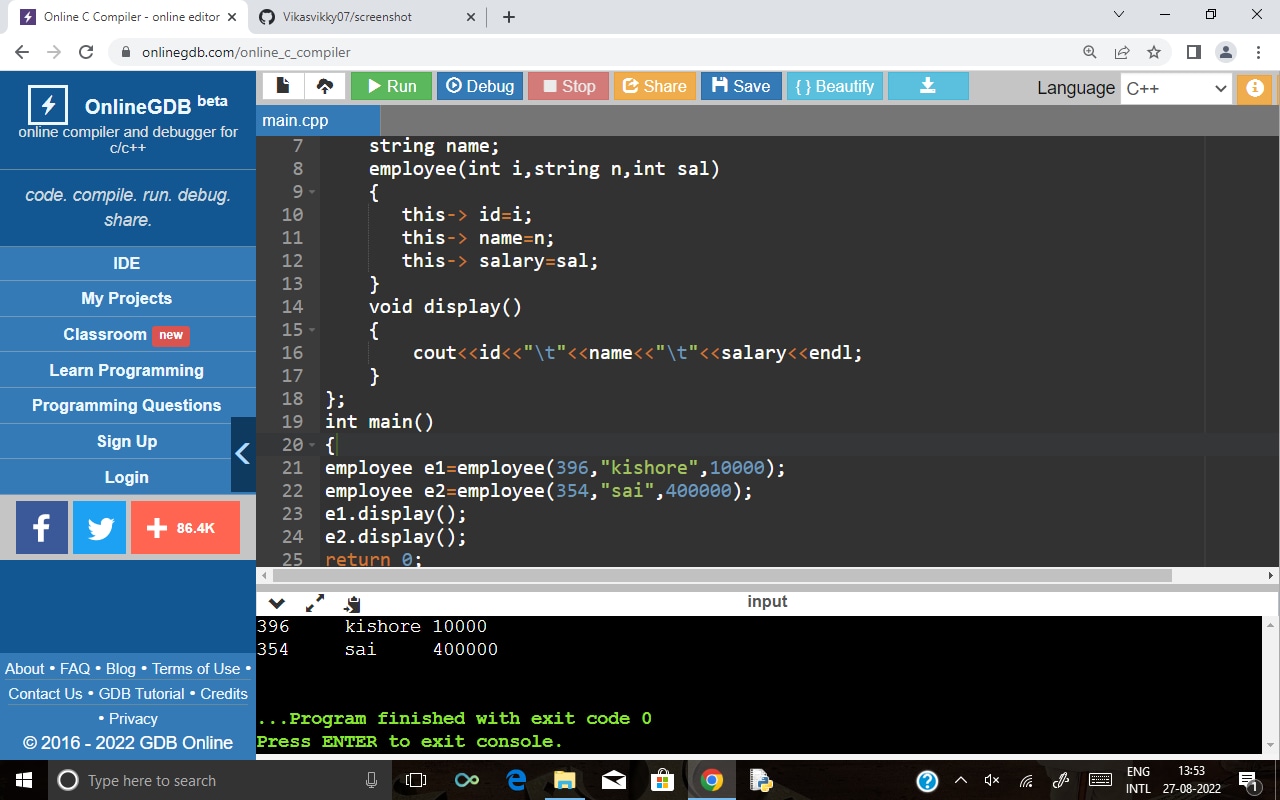 Online C Compiler - online editor
Vikasvikky07/screenshot
onlinegdb.com/online_c_compiler
OnlineGDB beta
online compiler and debugger for
c/c++
code. compile. run. debug.
share.
IDE
My Projects
Classroom new
Learn Programming
Programming Questions
Sign Up
Login
86.4K
About • FAQ • Blog • Terms of Use •
Contact Us • GDB Tutorial • Credits
• Privacy
© 2016 - 2022 GDB Online
Run Debug Stop Share Save { } Beautify
Language C++
main.cpp
7 string name;
8 employee(int i,string n,int sal)
9 {
10 this-> id=i;
11 this-> name=n;
12 this-> salary=sal;
13 }
14 void display()
15 {
16 cout<<id<<"\t"<<name<<"\t"<<salary<<endl;
17 }
18 };
19 int main()
20 {
21 employee e1=employee(396,"kishore",10000);
22 employee e2=employee(354,"sai",400000);
23 e1.display();
24 e2.display();
25 return 0;
input
396 kishore 10000
354 sai 400000
...Program finished with exit code 0
Press ENTER to exit console.
Type here to search
ENG
INTL
13:53
27-08-2022
1